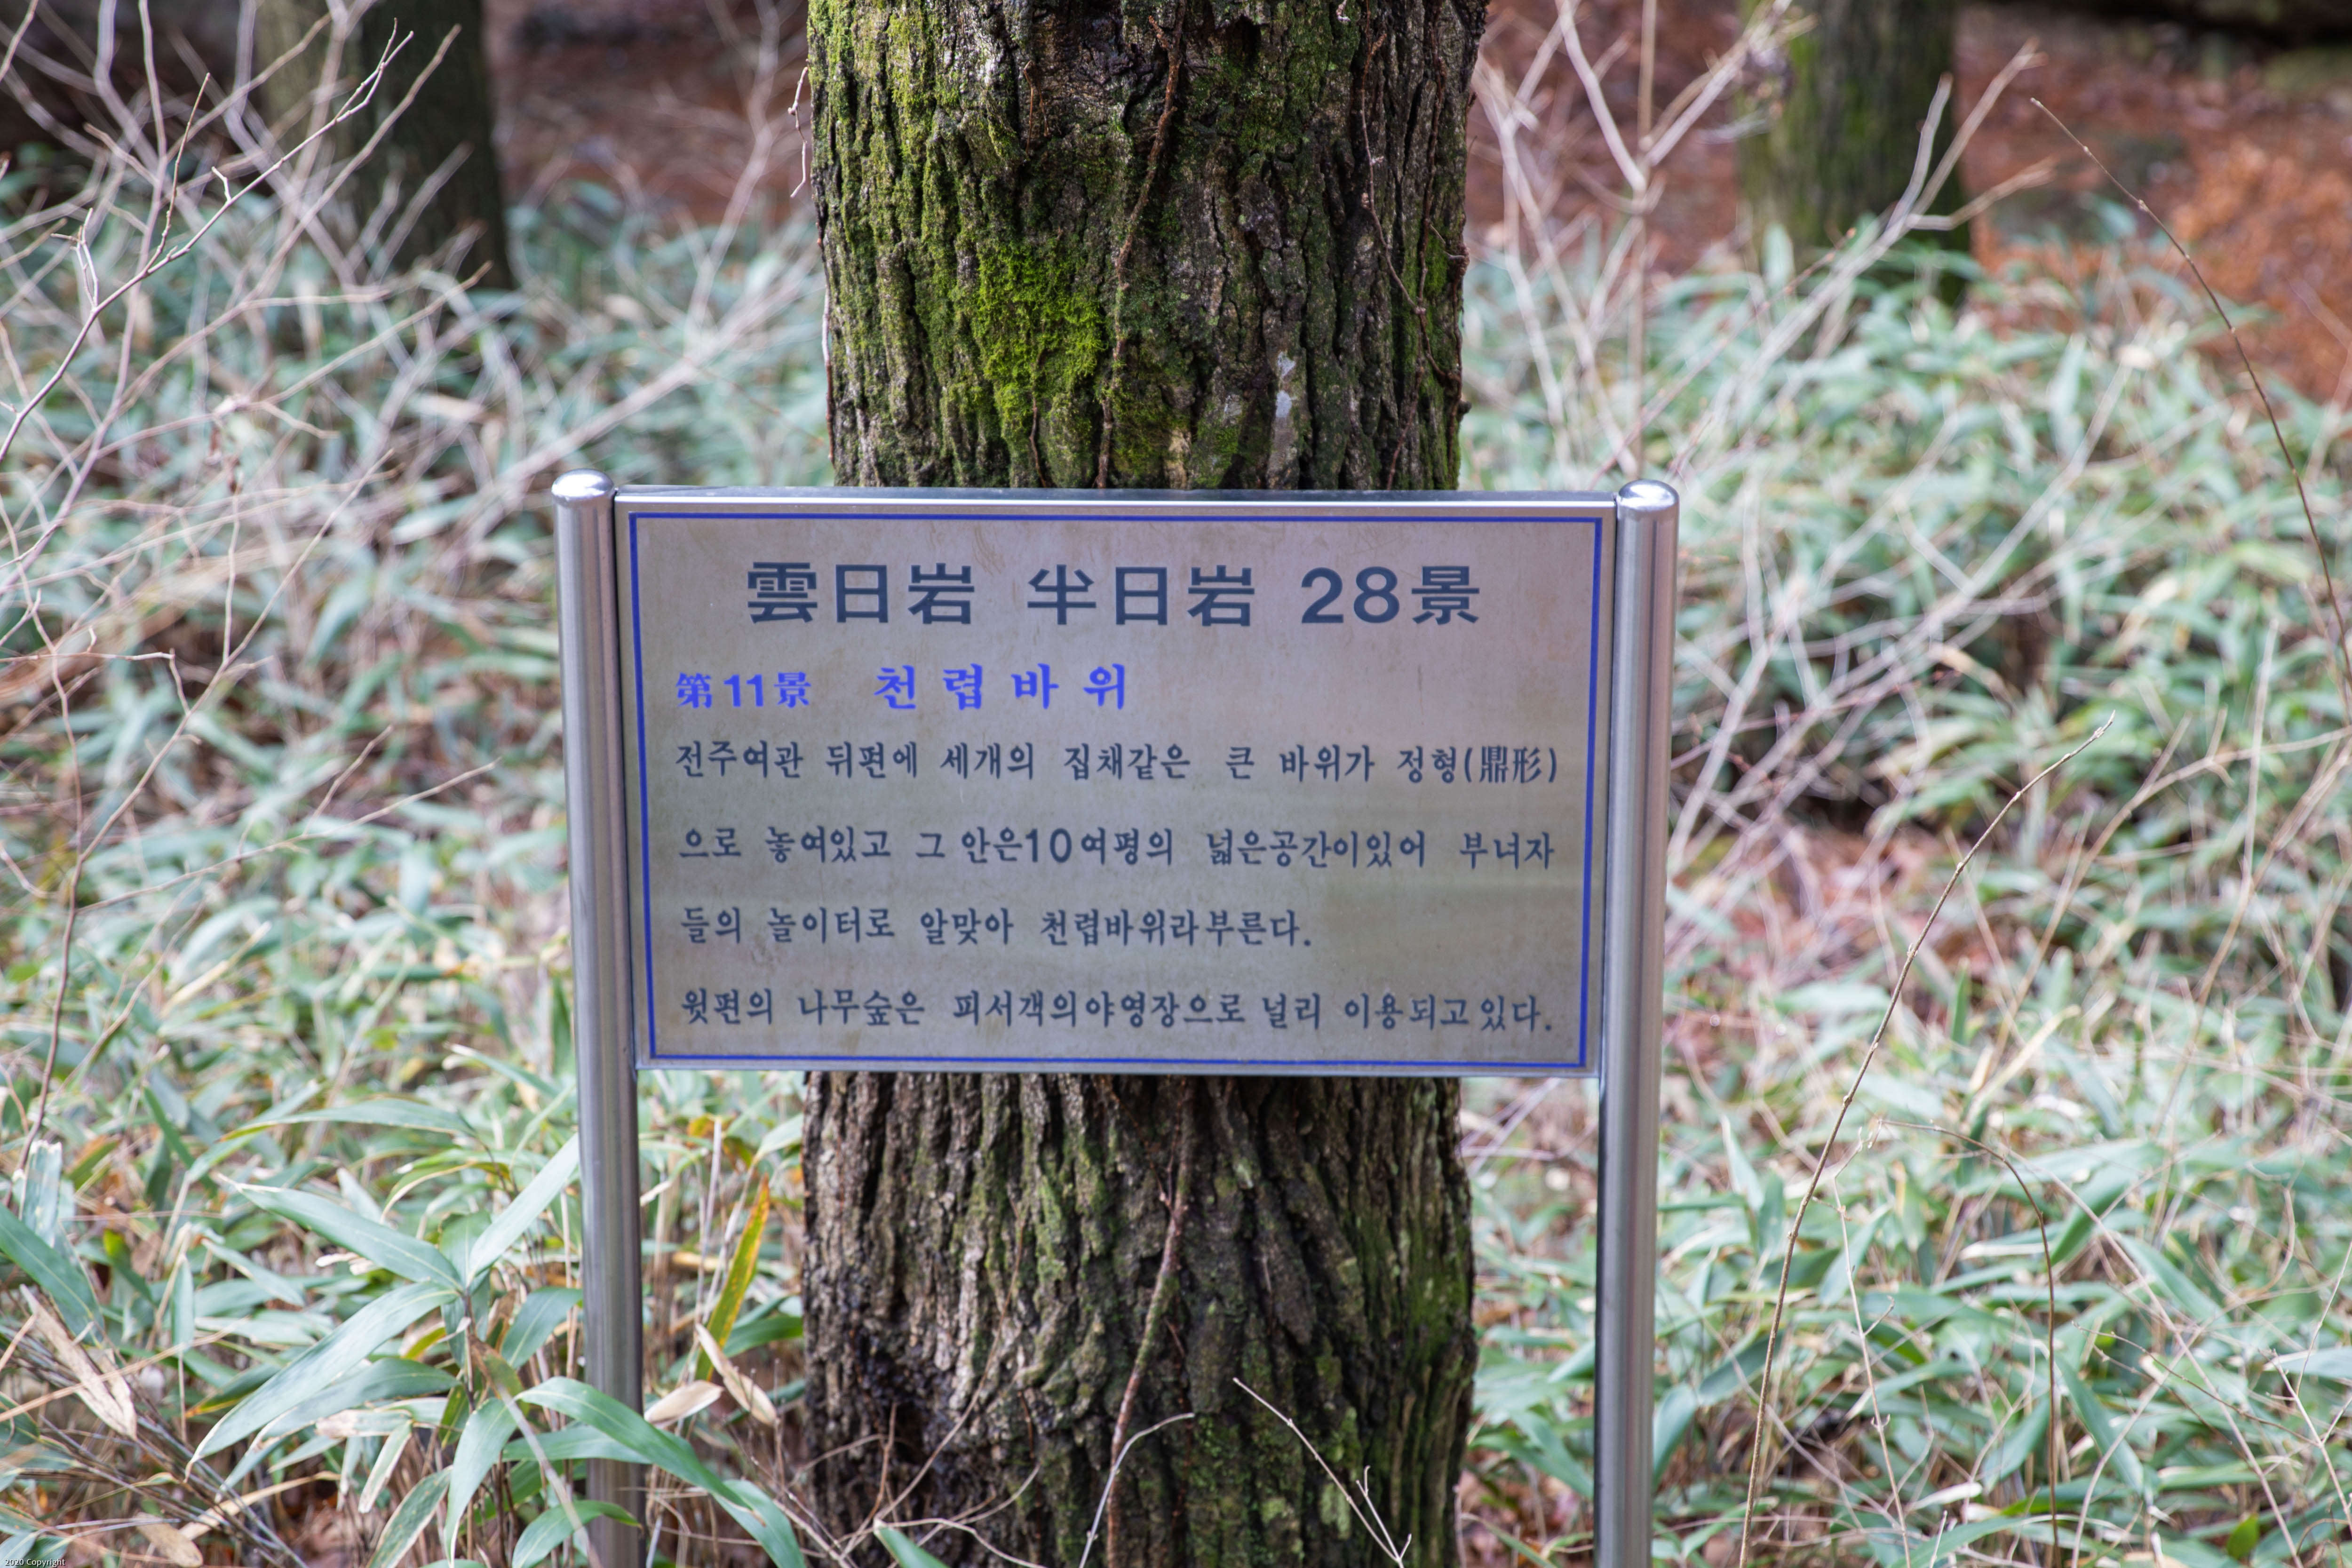 雲日岩 半日岩 28景
第11景 천렵바위
전주여관 뒤편에 세개의 집채같은 큰 바위가 정형(鼎形)
으로 놓여있고 그 안은10여평의 넓은공간이있어 부녀자
들의 놀이터로 알맞아 천렵바위라부른다.
윗편의 나무숲은 피서객의야영장으로 널리 이용되고있다.
2020 Copyright